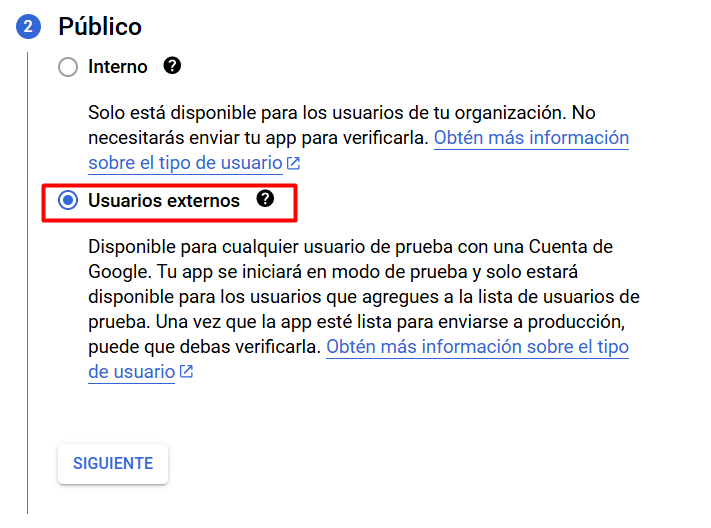 2 Público
Interno ?
Solo está disponible para los usuarios de tu organización. No
necesitarás enviar tu app para verificarla. Obtén más información
sobre el tipo de usuario
Usuarios externos ?
Disponible para cualquier usuario de prueba con una Cuenta de
Google. Tu app se iniciará en modo de prueba y solo estará
disponible para los usuarios que agregues a la lista de usuarios de
prueba. Una vez que la app esté lista para enviarse a producción,
puede que debas verificarla. Obtén más información sobre el tipo
de usuario
SIGUIENTE